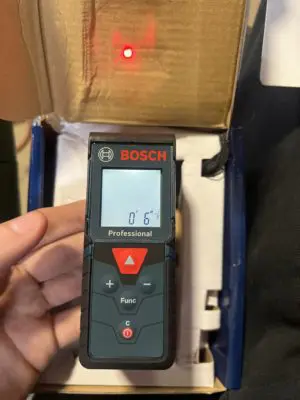 BOSCH
0' 6"
Professional
+
−
Func
C